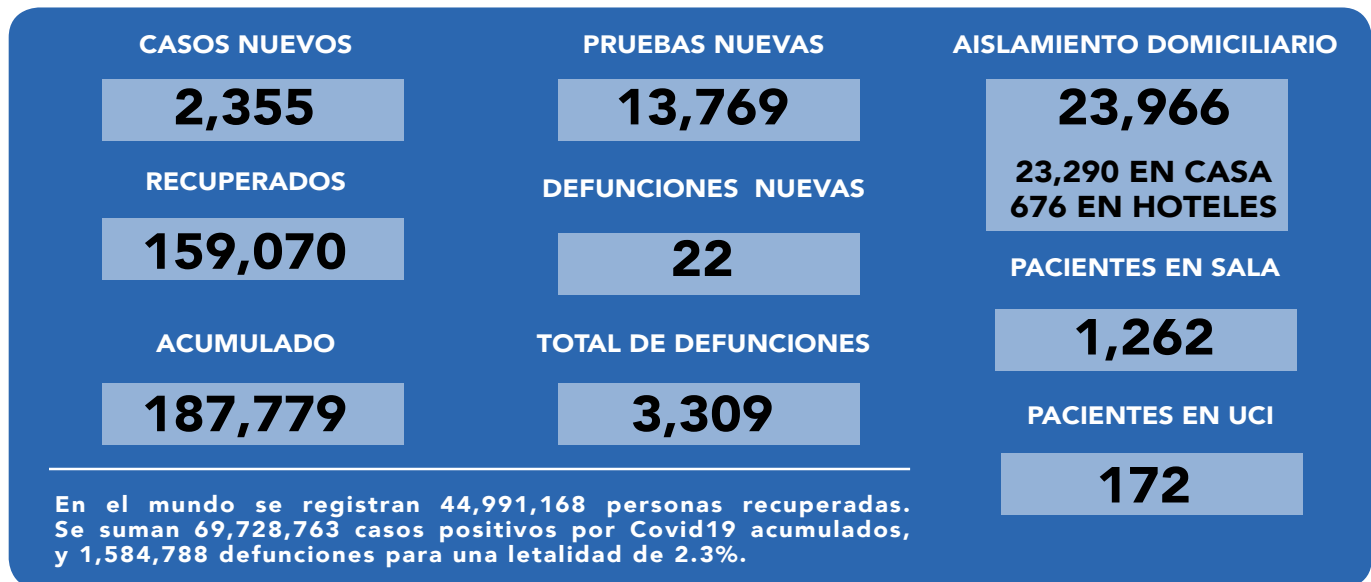 CASOS NUEVOS
2,355
RECUPERADOS
159,070
ACUMULADO
187,779
PRUEBAS NUEVAS
13,769
DEFUNCIONES NUEVAS
22
TOTAL DE DEFUNCIONES
3,309
AISLAMIENTO DOMICILIARIO
23,966
23,290 EN CASA
676 EN HOTELES
PACIENTES EN SALA
1,262
PACIENTES EN UCI
172
En el mundo se registran 44,991,168 personas recuperadas.
Se suman 69,728,763 casos positivos por Covid19 acumulados,
y 1,584,788 defunciones para una letalidad de 2.3%.